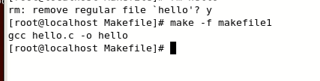 rm: remove regular file `hello'? y
[root@localhost Makefile]# make -f makefile1
gcc hello.c -o hello
[root@localhost Makefile]#